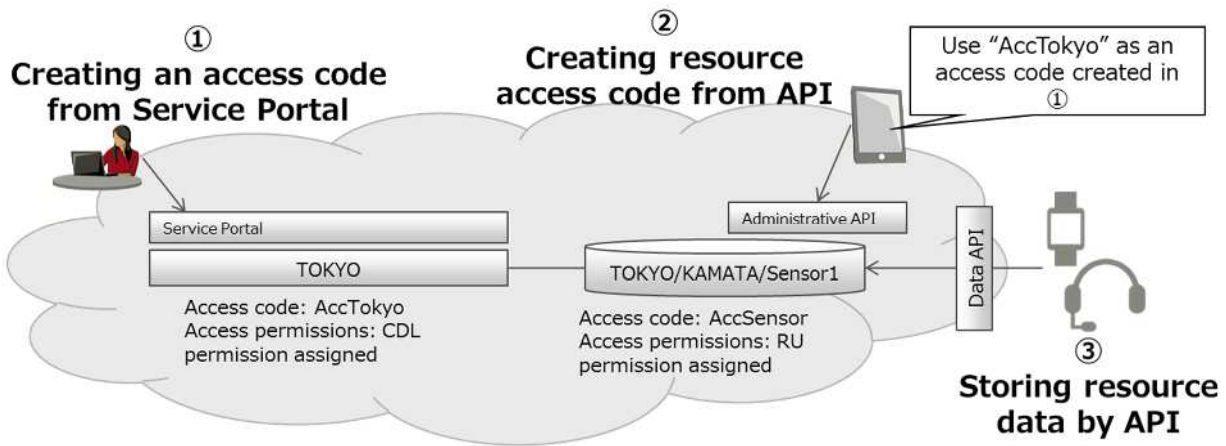 ①
Creating an access code
from Service Portal
②
Creating resource
access code from API
Use “AccTokyo” as an
access code created in
①
Service Portal
TOKYO
Access code: AccTokyo
Access permissions: CDL
permission assigned
Administrative API
TOKYO/KAMATA/Sensor1
Access code: AccSensor
Access permissions: RU
permission assigned
Data API
③
Storing resource
data by API